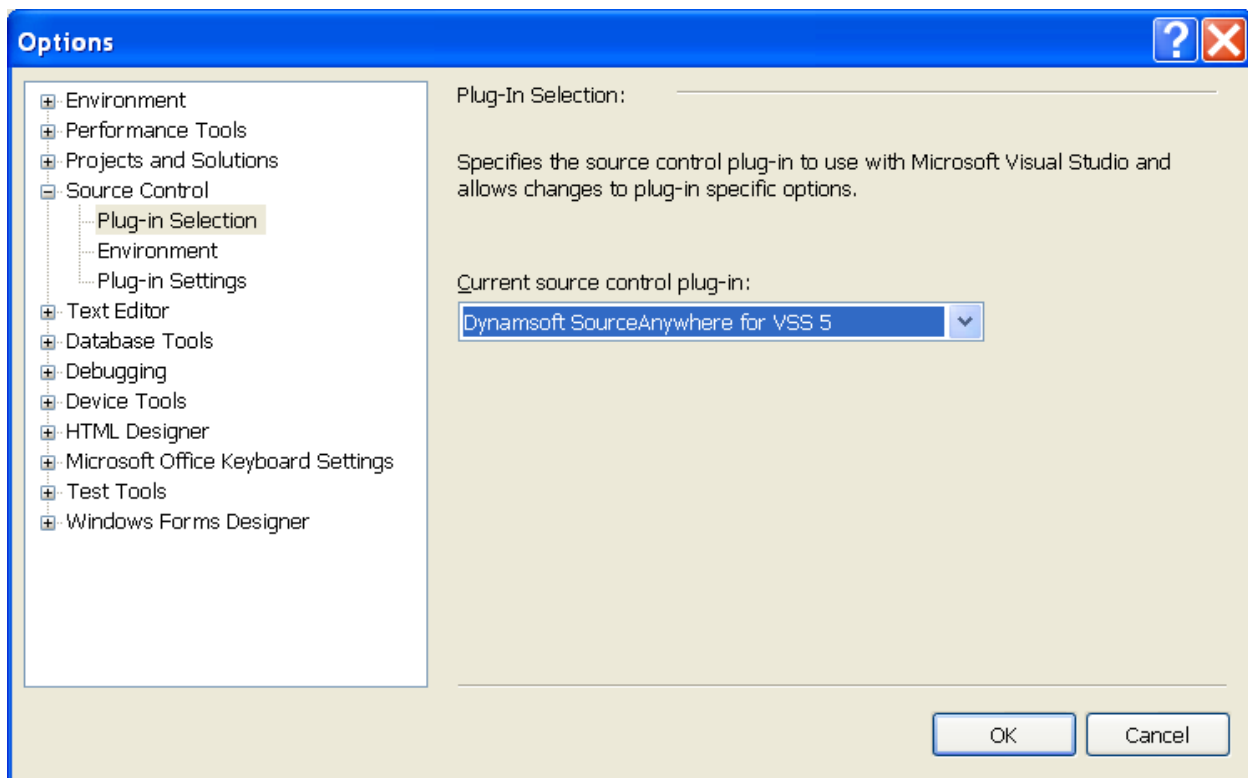 Options
Environment
Performance Tools
Projects and Solutions
Source Control
Plug-in Selection
Environment
Plug-in Settings
Text Editor
Database Tools
Debugging
Device Tools
HTML Designer
Microsoft Office Keyboard Settings
Test Tools
Windows Forms Designer
Plug-In Selection:
Specifies the source control plug-in to use with Microsoft Visual Studio and
allows changes to plug-in specific options.
Current source control plug-in:
Dynamsoft SourceAnywhere for VSS 5
OK
Cancel